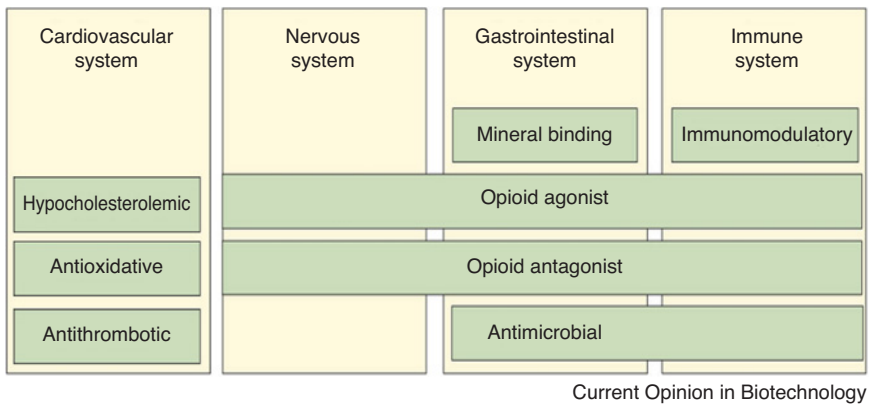 Cardiovascular
system
Nervous
system
Gastrointestinal
system
Immune
system
Mineral binding
Immunomodulatory
Hypocholesterolemic
Opioid agonist
Antioxidative
Opioid antagonist
Antithrombotic
Antimicrobial
Current Opinion in Biotechnology